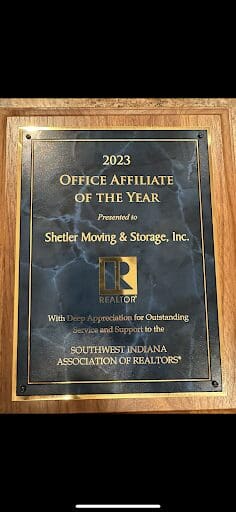 2023
OFFICE AFFILIATE
OF THE YEAR
Presented to
Shetler Moving & Storage, Inc.
REALTOR®
With Deep Appreciation for Outstanding
Service and Support to the
SOUTHWEST INDIANA
ASSOCIATION OF REALTORS®